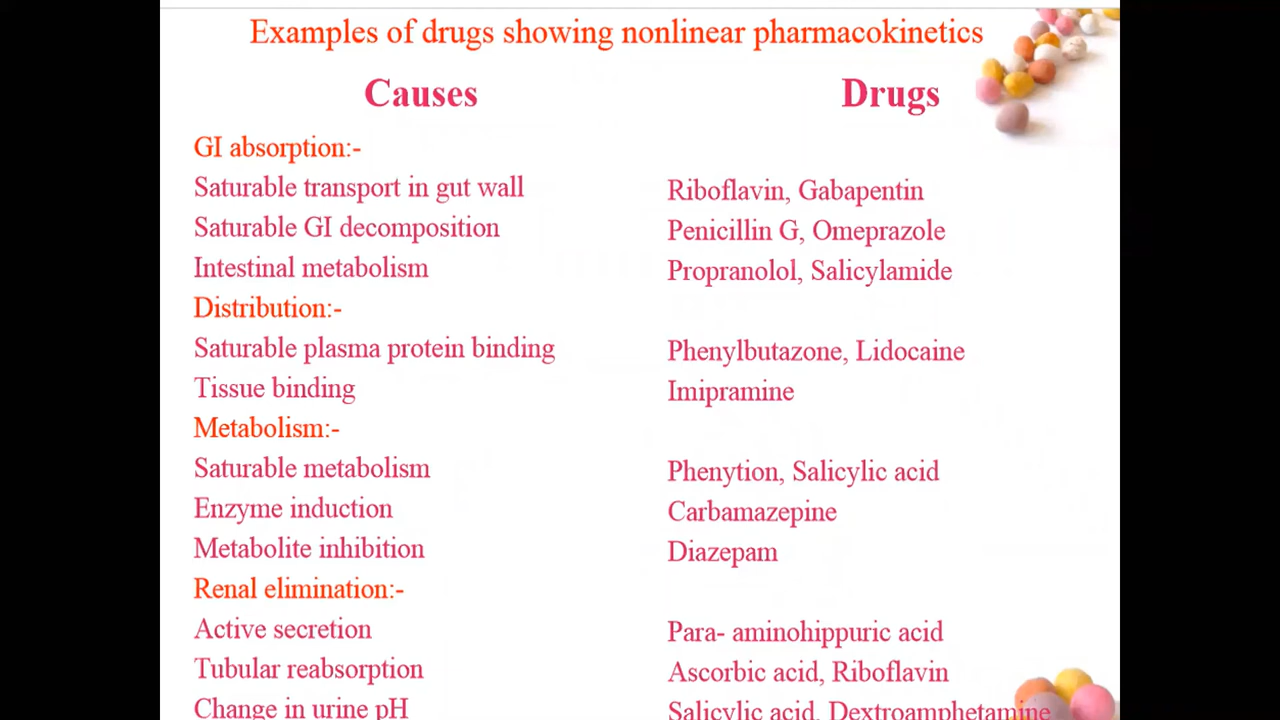 Examples of drugs showing nonlinear pharmacokinetics
Causes Drugs
GI absorption:-
Saturable transport in gut wall Riboflavin, Gabapentin
Saturable GI decomposition Penicillin G, Omeprazole
Intestinal metabolism Propranolol, Salicylamide
Distribution:-
Saturable plasma protein binding Phenylbutazone, Lidocaine
Tissue binding Imipramine
Metabolism:-
Saturable metabolism Phenytion, Salicylic acid
Enzyme induction Carbamazepine
Metabolite inhibition Diazepam
Renal elimination:-
Active secretion Para- aminohippuric acid
Tubular reabsorption Ascorbic acid, Riboflavin
Change in urine pH Salicylic acid, Dextroamphetamine